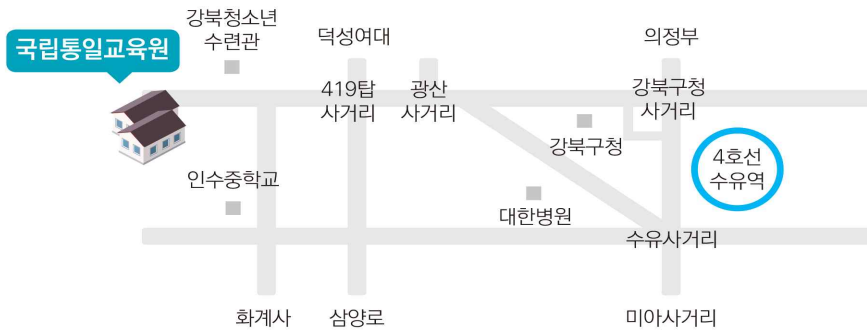 강북청소년
수련관
덕성여대
의정부
국립통일교육원
419탑
사거리
광산
사거리
강북구청
사거리
강북구청
4호선
수유역
인수중학교
대한병원
수유사거리
화계사
삼양로
미아사거리